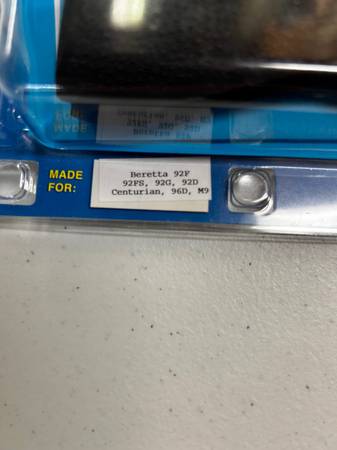 MADE
FOR:
Beretta 92F
92FS, 92G, 92D
Centurian, 96D, M9